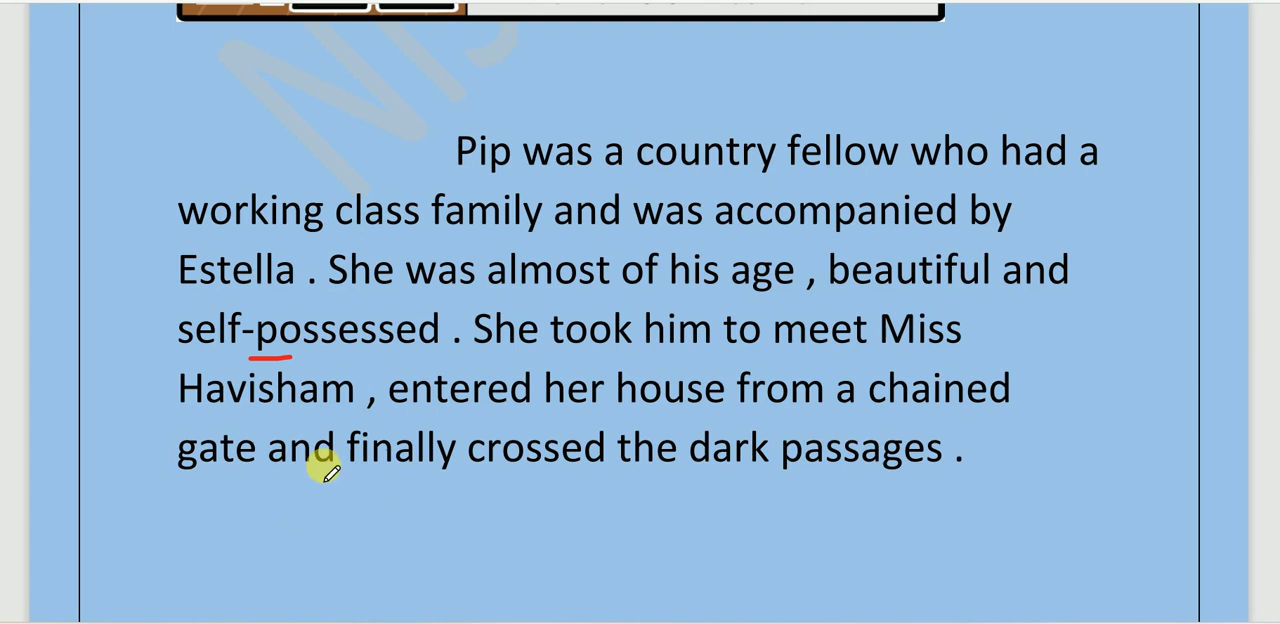 Pip was a country fellow who had a
working class family and was accompanied by
Estella . She was almost of his age , beautiful and
self-possessed . She took him to meet Miss
Havisham , entered her house from a chained
gate and finally crossed the dark passages .